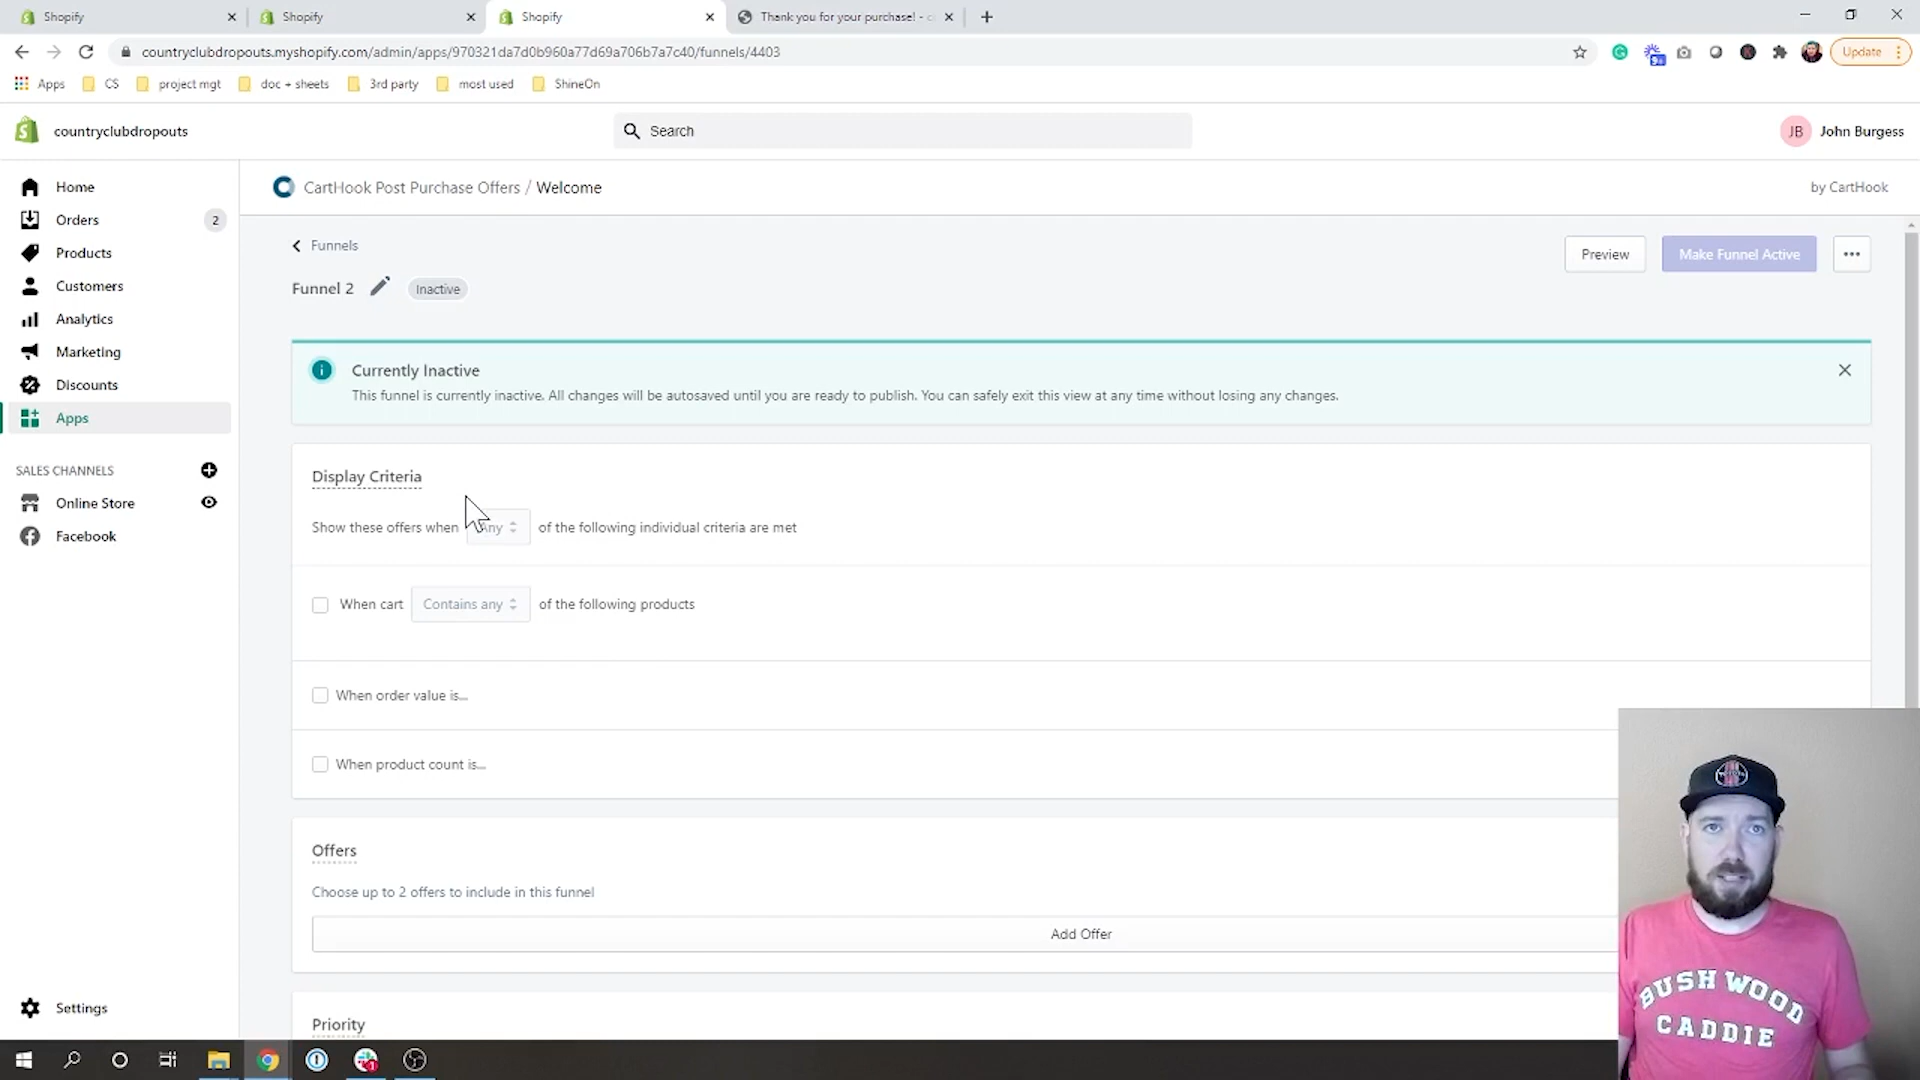 Shopify
Shopify
Shopify
Thank you for your purchase! - c
countryclubdropouts.myshopify.com/admin/apps/970321da7d0b960a77d69a706b7a7c40/funnels/4403
9+
Update
Apps
CS
project mgt
doc + sheets
3rd party
most used
ShineOn
countryclubdropouts
Search
JB
John Burgess
Home
Orders
2
Products
Customers
Analytics
Marketing
Discounts
Apps
SALES CHANNELS
Online Store
Facebook
Settings
CartHook Post Purchase Offers / Welcome
by CartHook
Funnels
Preview
Make Funnel Active
Funnel 2
Inactive
Currently Inactive
This funnel is currently inactive. All changes will be autosaved until you are ready to publish. You can safely exit this view at any time without losing any changes.
Display Criteria
Show these offers when Any of the following individual criteria are met
When cart Contains any of the following products
When order value is...
When product count is...
Offers
Choose up to 2 offers to include in this funnel
Add Offer
Priority
BUSH WOOD
CADDIE